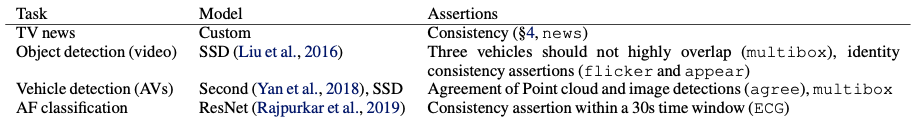 Task Model Assertions
TV news Custom Consistency (§4, news)
Object detection (video) SSD (Liu et al., 2016) Three vehicles should not highly overlap (multibox), identity
consistency assertions (flicker and appear)
Vehicle detection (AVs) Second (Yan et al., 2018), SSD Agreement of Point cloud and image detections (agree), multibox
AF classification ResNet (Rajpurkar et al., 2019) Consistency assertion within a 30s time window (ECG)